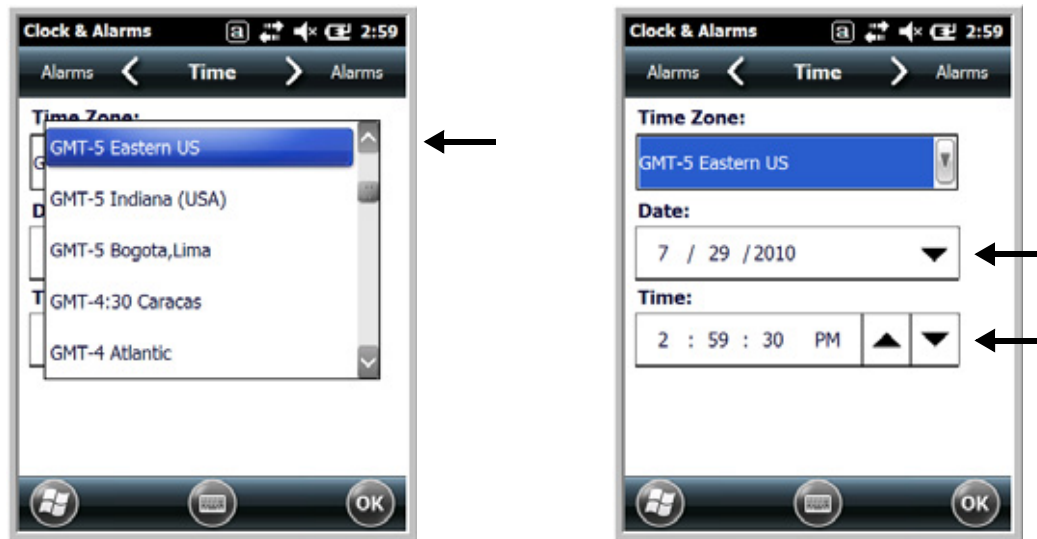 Clock & Alarms a 2:59
Alarms Time Alarms
Time Zone:
GMT-5 Eastern US
GMT-5 Indiana (USA)
GMT-5 Bogota,Lima
GMT-4:30 Caracas
GMT-4 Atlantic
OK
Clock & Alarms a 2:59
Alarms Time Alarms
Time Zone:
GMT-5 Eastern US
Date:
7 / 29 /2010
Time:
2 : 59 : 30 PM
OK